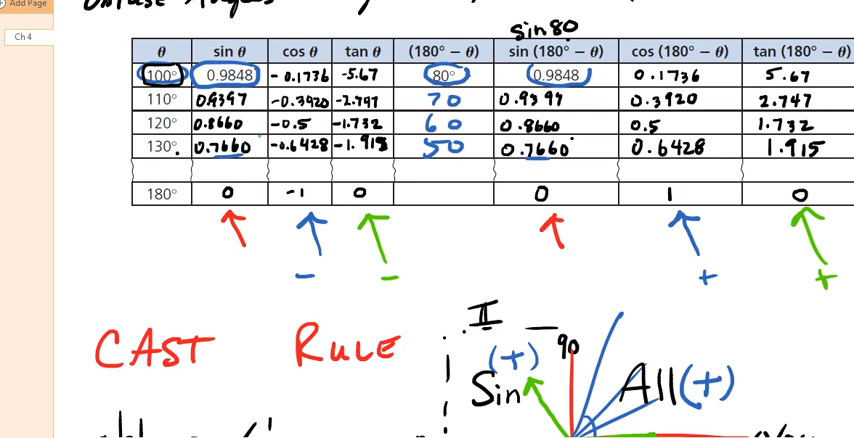 Add Page
Ch 4
Obtuse Angles
sin 80
θ sin θ cos θ tan θ (180° − θ) sin (180° − θ) cos (180° − θ) tan (180° − θ)
100° 0.9848 -0.1736 -5.67 80° 0.9848 0.1736 5.67
110° 0.9397 -0.3920 -2.747 70 0.9397 0.3920 2.747
120° 0.8660 -0.5 -1.732 60 0.8660 0.5 1.732
130° 0.7660 -0.6428 -1.915 50 0.7660 0.6428 1.915
180° 0 -1 0 0 1 0
− − + +
CAST RULE
II
90
(+)
Sin All (+)